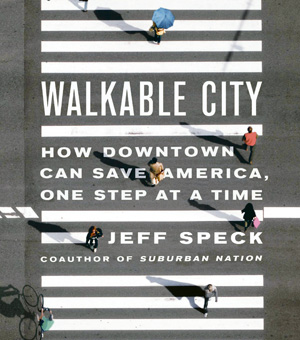 WALKABLE CITY
HOW DOWNTOWN
CAN SAVE AMERICA,
ONE STEP AT A TIME
JEFF SPECK
COAUTHOR OF SUBURBAN NATION